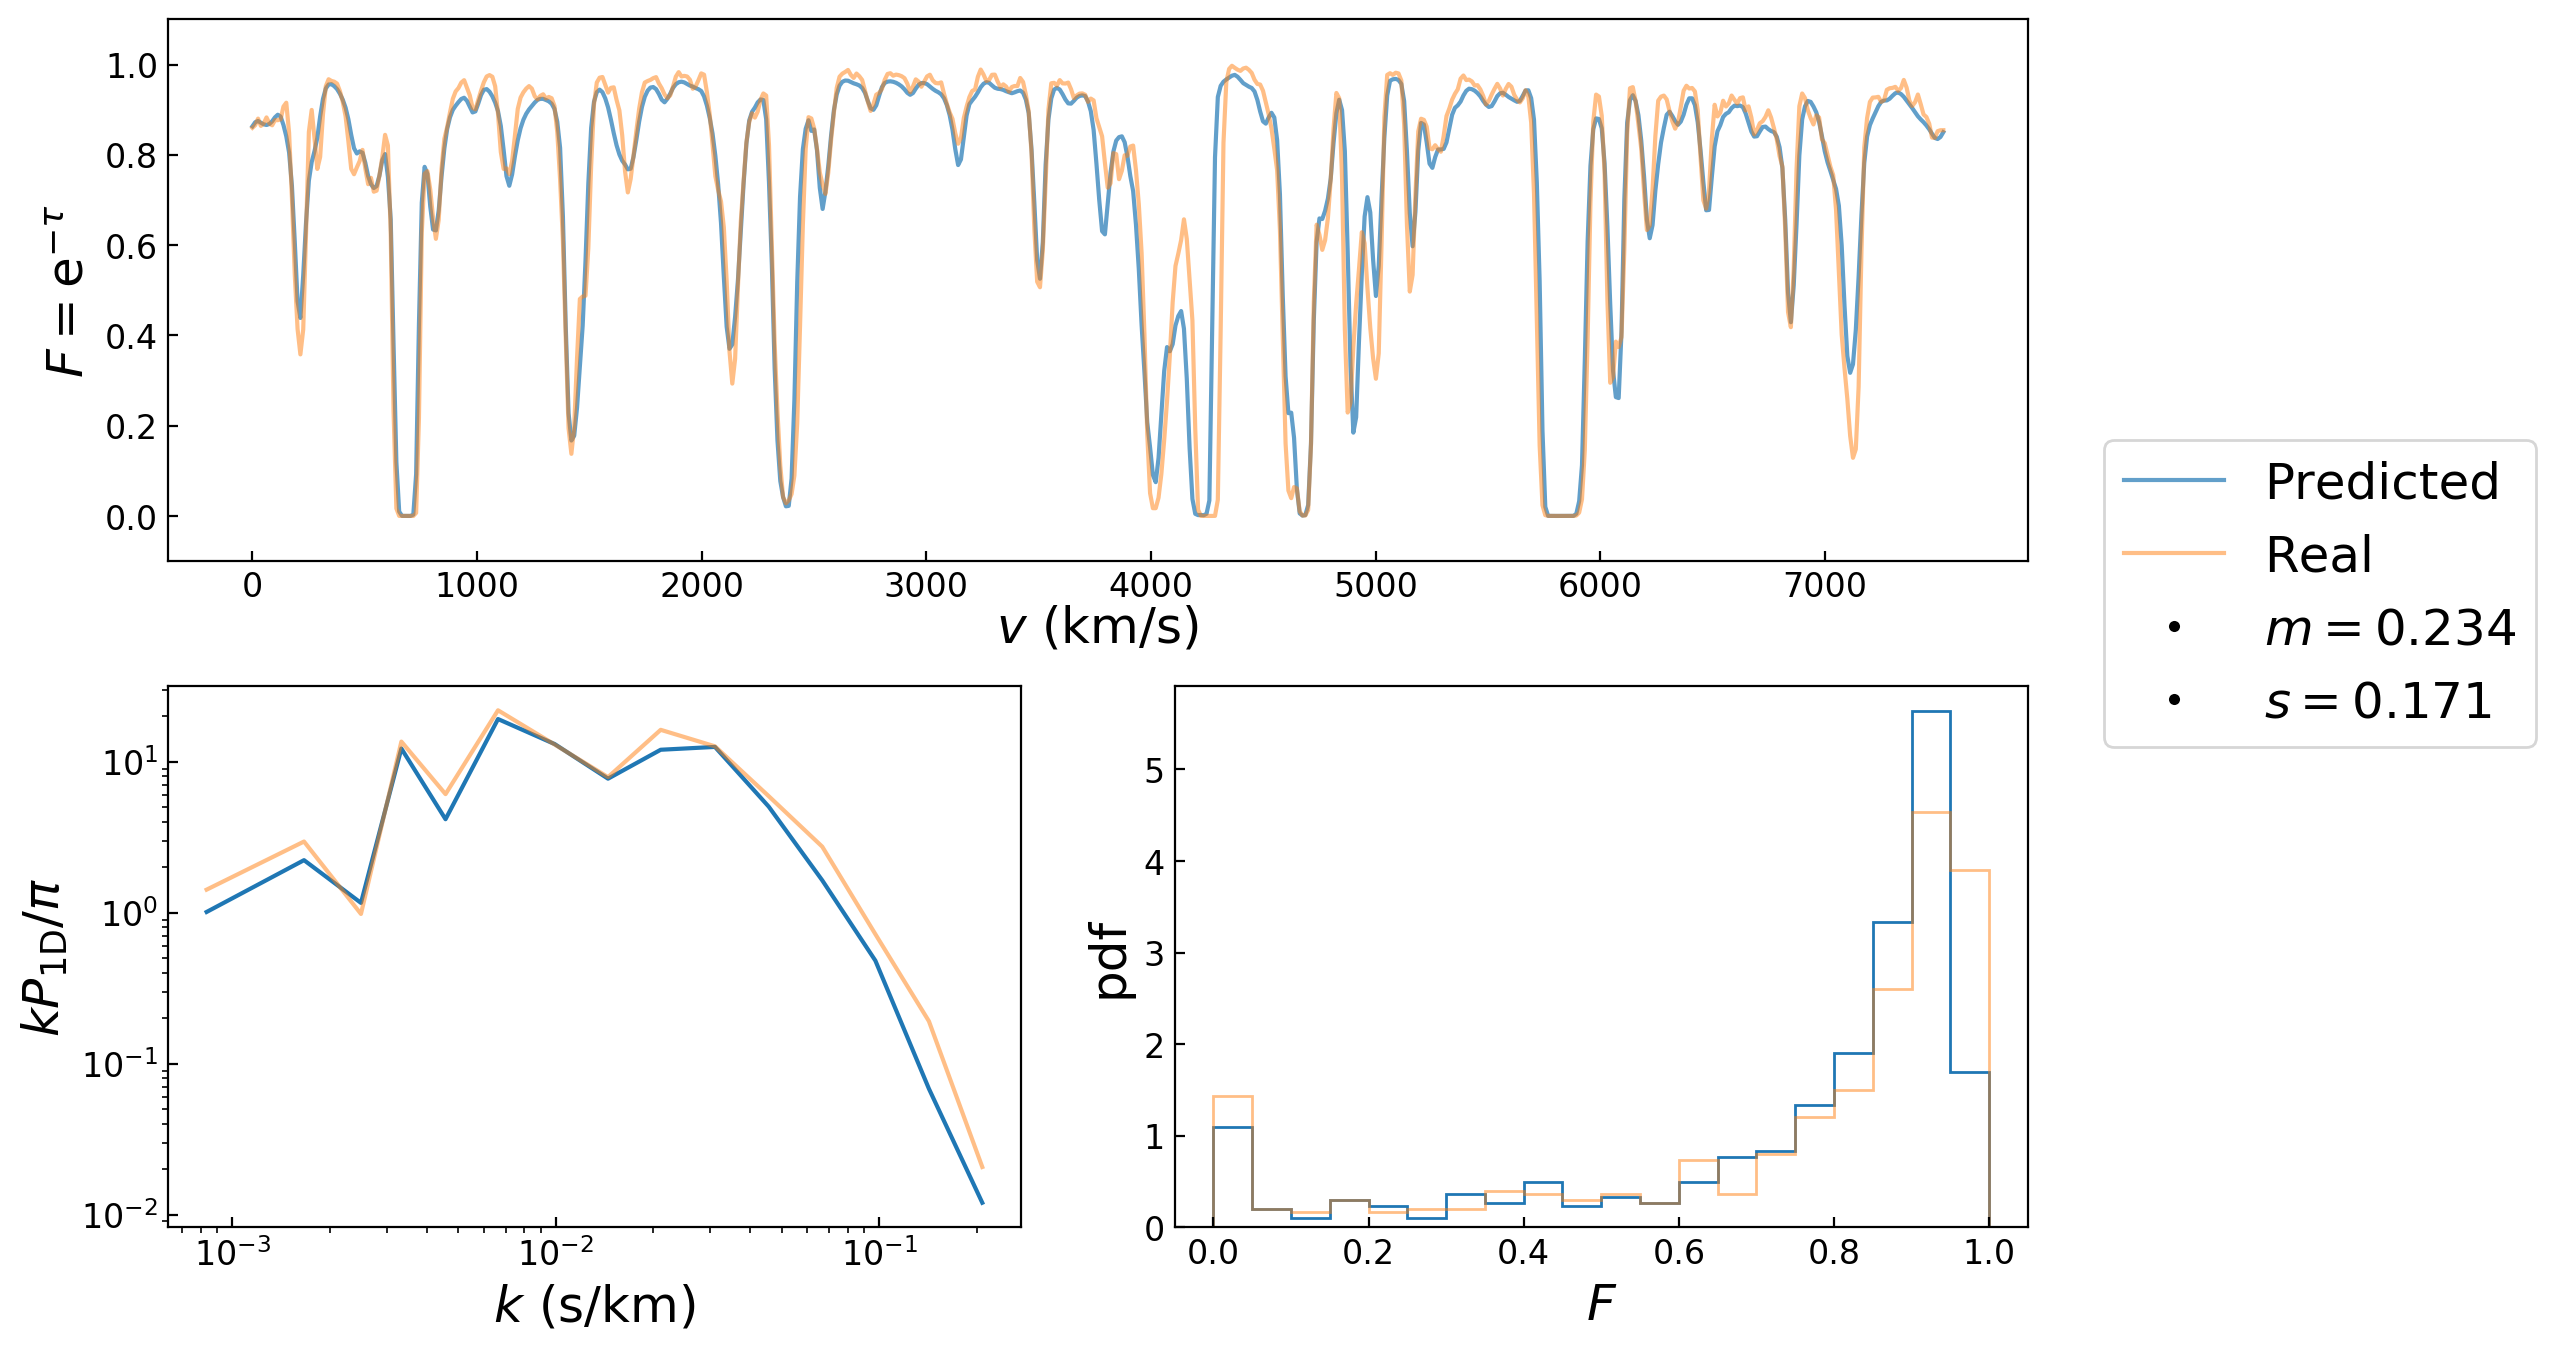 1.0
0.8
0.6
0.4
0.2
0.0
F = e^{-τ}
0 1000 2000 3000 4000 5000 6000 7000
v (km/s)
Predicted
Real
m = 0.234
s = 0.171
10^1
10^0
10^{-1}
10^{-2}
kP_{1D}/π
10^{-3} 10^{-2} 10^{-1}
k (s/km)
5
4
3
2
1
0
pdf
0.0 0.2 0.4 0.6 0.8 1.0
F